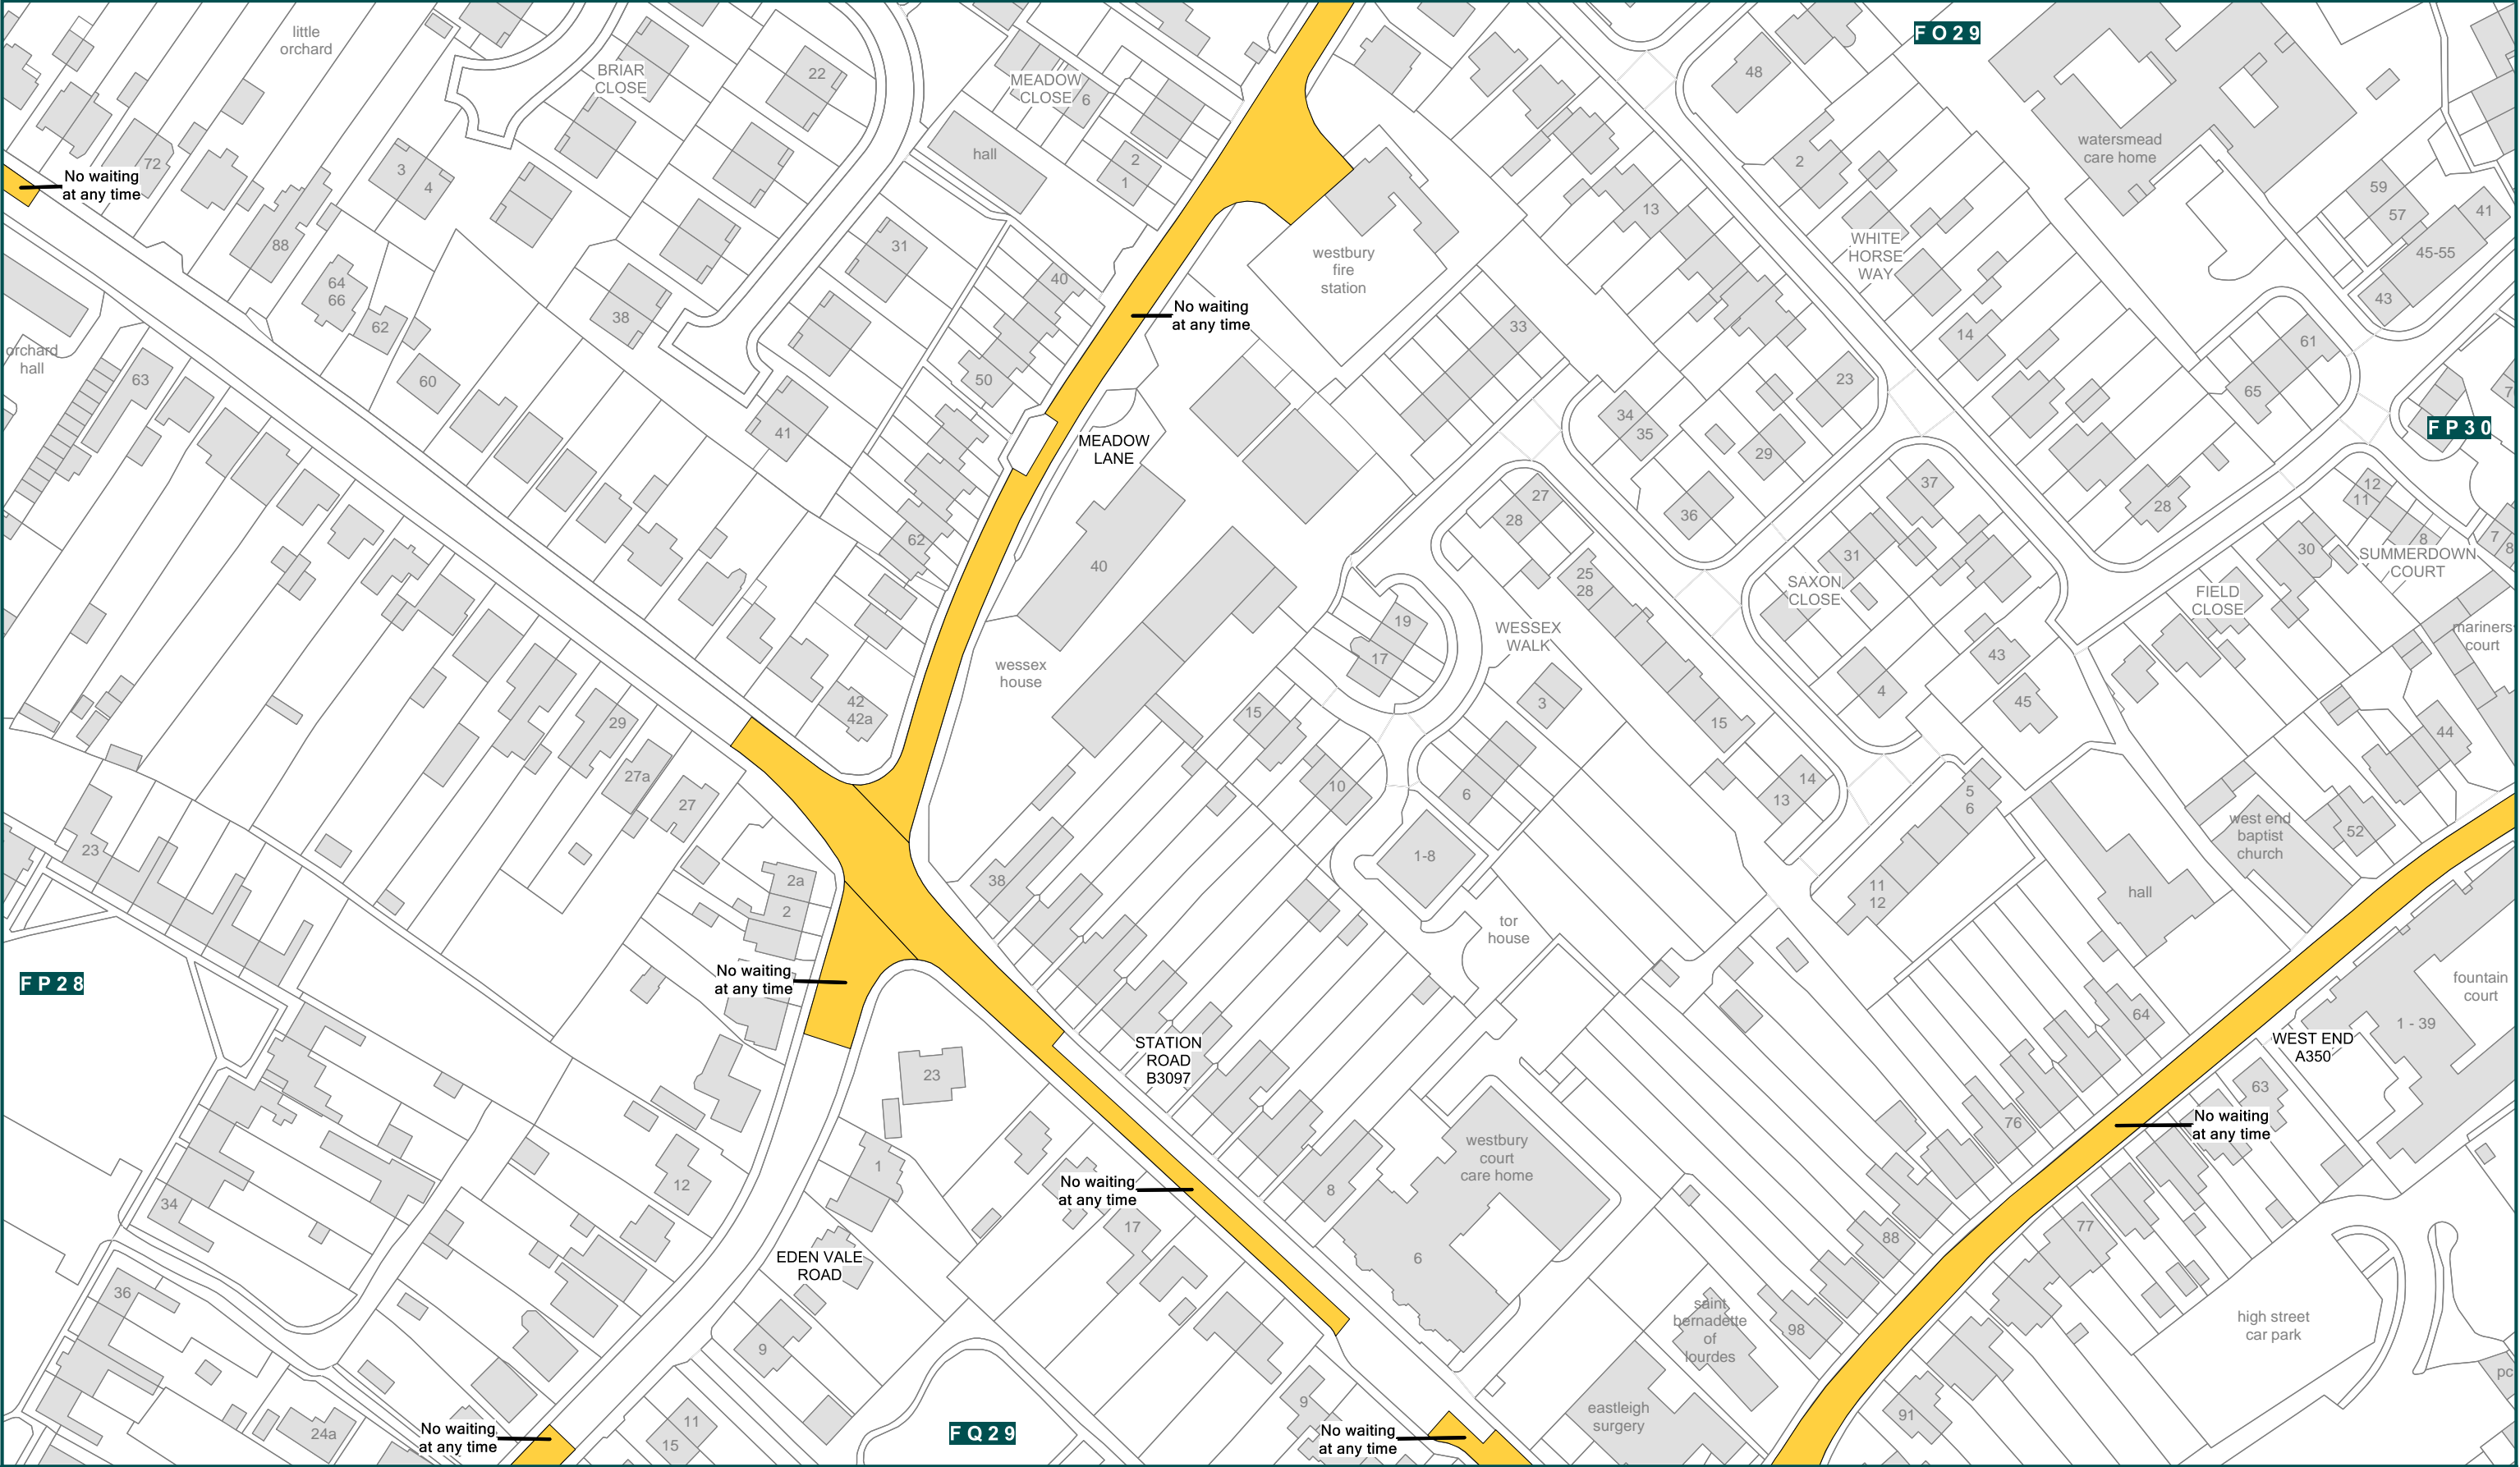 little
orchard
BRIAR
CLOSE
22
MEADOW
CLOSE
6
48
FO29
watersmead
care home
72
No waiting
at any time
3
4
hall
2
1
2
13
59
57
41
45-55
43
88
31
WHITE
HORSE
WAY
westbury
fire
station
64
66
62
38
40
No waiting
at any time
33
14
61
orchard
hall
63
60
50
23
65
7
41
MEADOW
LANE
34
35
29
FP30
62
40
27
28
36
37
31
28
12
11
8
7
8
30
SUMMERDOWN
COURT
25
28
SAXON
CLOSE
FIELD
CLOSE
19
17
WESSEX
WALK
mariners
court
wessex
house
43
4
45
42
42a
29
15
3
15
44
27a
27
10
6
14
13
5
6
52
23
2a
2
38
1-8
11
12
hall
west end
baptist
church
tor
house
FP28
No waiting
at any time
fountain
court
1 - 39
64
STATION
ROAD
B3097
WEST END
A350
23
63
76
No waiting
at any time
westbury
court
care home
1
12
34
No waiting
at any time
8
17
77
88
6
EDEN VALE
ROAD
36
9
saint
bernadette
of
lourdes
98
high street
car park
pc
9
91
eastleigh
surgery
11
15
24a
No waiting
at any time
FQ29
No waiting
at any time